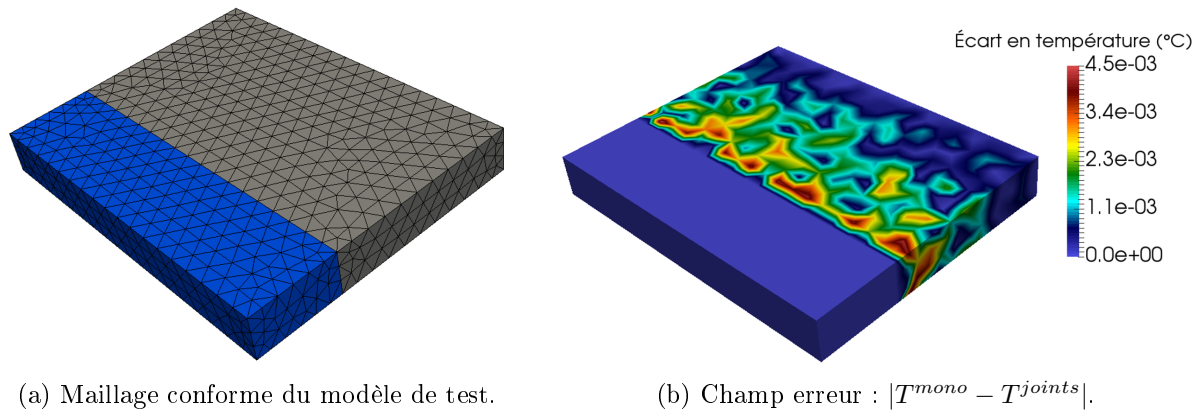 Écart en température (°C)
4.5e-03
3.4e-03
2.3e-03
1.1e-03
0.0e+00
(a) Maillage conforme du modèle de test.
(b) Champ erreur : |T^{mono} − T^{joints}|.